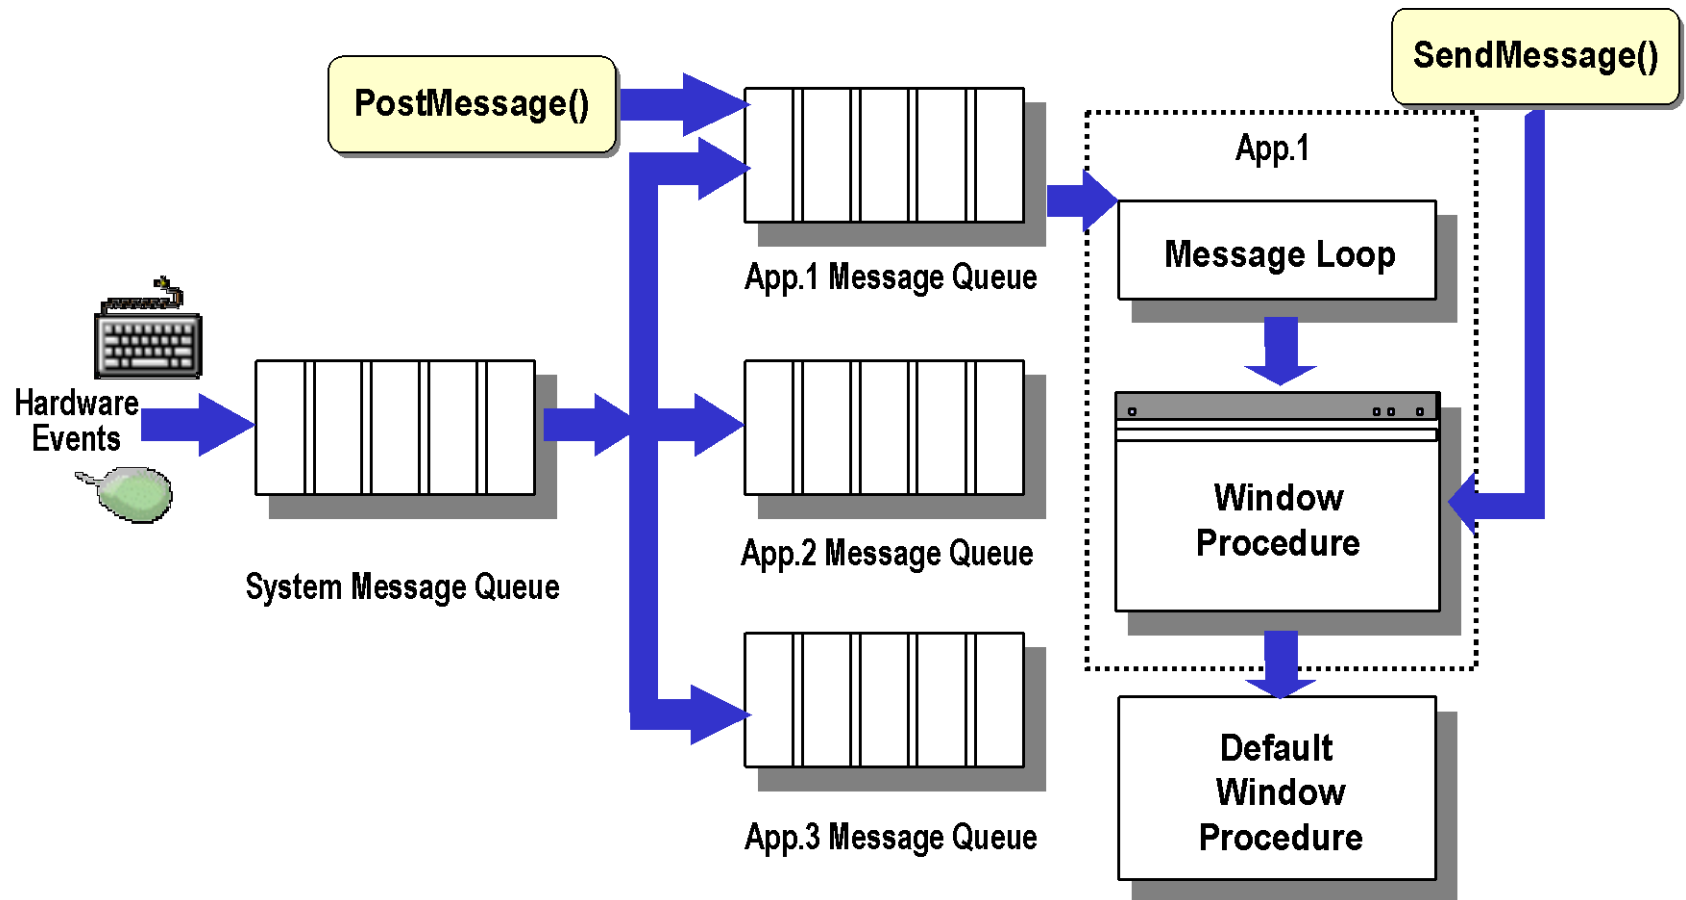 SendMessage()
PostMessage()
App.1
Message Loop
App.1 Message Queue
Hardware
Events
Window
Procedure
App.2 Message Queue
System Message Queue
Default
Window
Procedure
App.3 Message Queue